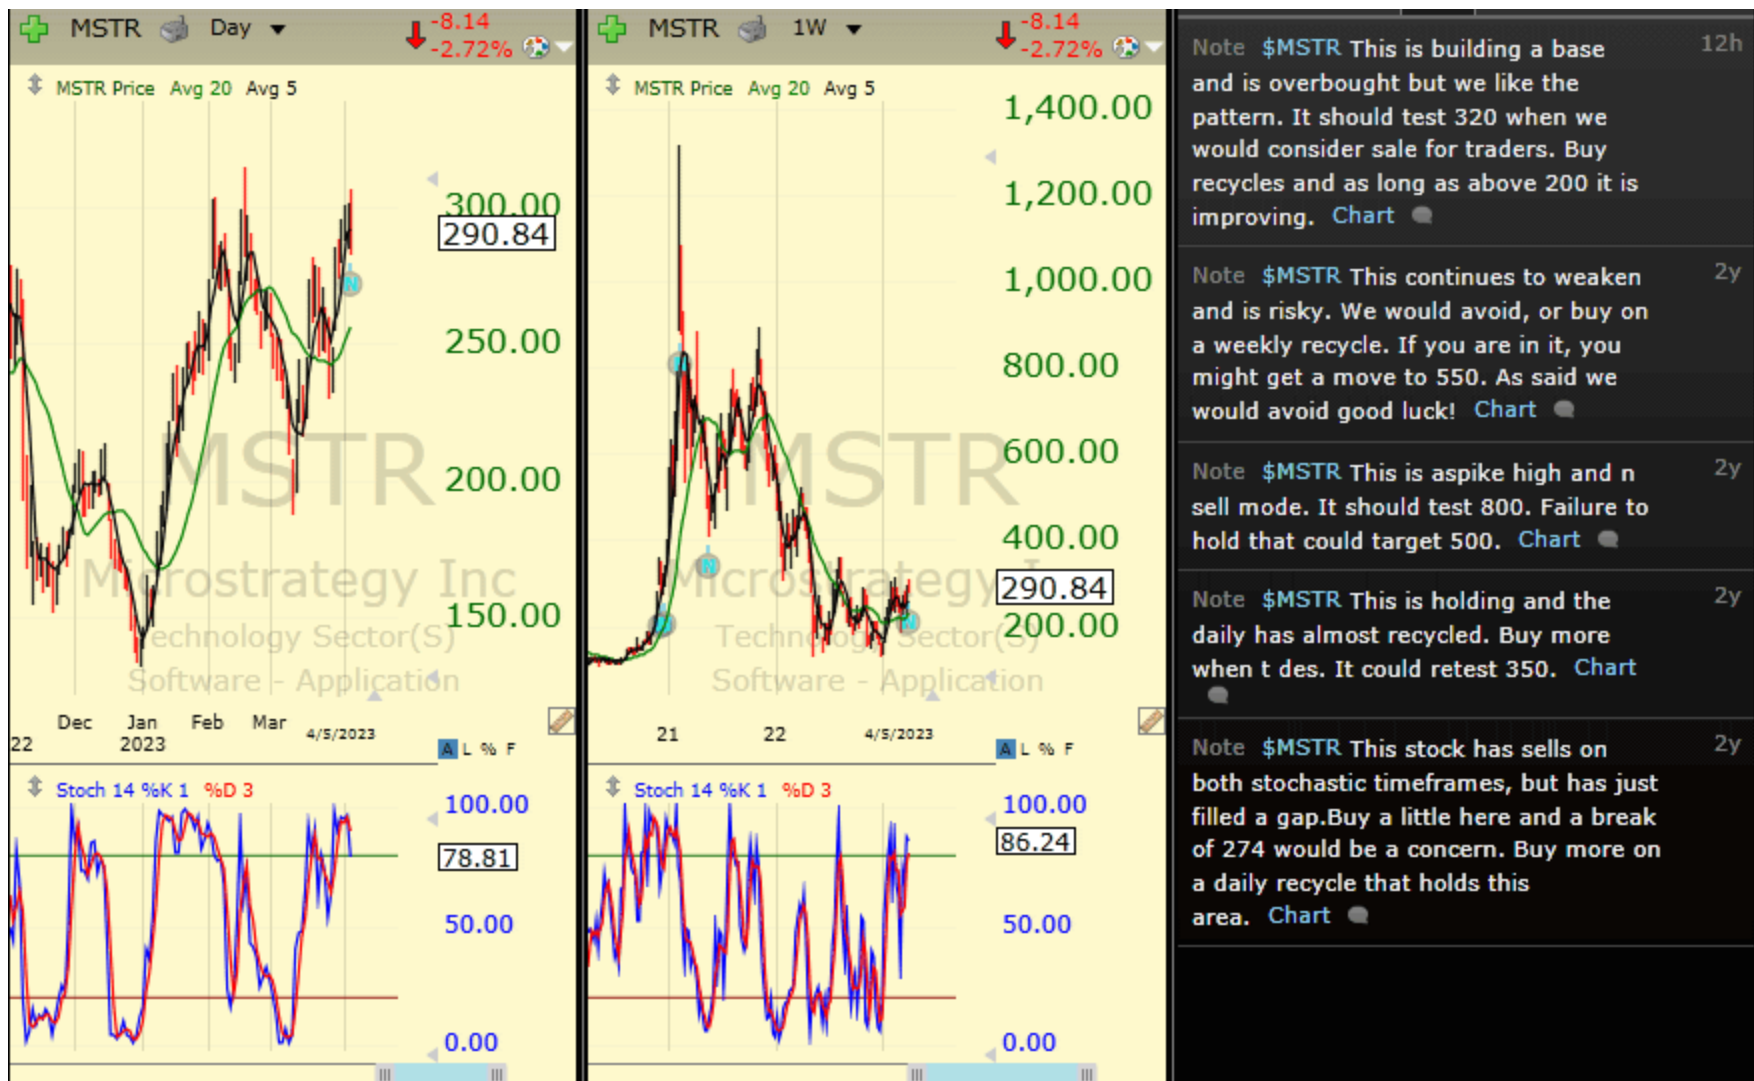 MSTR Day
-8.14
-2.72%
MSTR Price Avg 20 Avg 5
300.00
290.84
250.00
200.00
150.00
MSTR
Microstrategy Inc
Technology Sector(S)
Software - Application
22 Dec Jan 2023 Feb Mar 4/5/2023
A L % F
Stoch 14 %K 1 %D 3
100.00
78.81
50.00
0.00
N
MSTR 1W
-8.14
-2.72%
MSTR Price Avg 20 Avg 5
1,400.00
1,200.00
1,000.00
800.00
600.00
400.00
290.84
200.00
MSTR
Microstrategy I
Technology Sector(S)
Software - Application
N
N
N
N
21 22 4/5/2023
A L % F
Stoch 14 %K 1 %D 3
100.00
86.24
50.00
0.00
Note $MSTR This is building a base 12h
and is overbought but we like the
pattern. It should test 320 when we
would consider sale for traders. Buy
recycles and as long as above 200 it is
improving. Chart
Note $MSTR This continues to weaken 2y
and is risky. We would avoid, or buy on
a weekly recycle. If you are in it, you
might get a move to 550. As said we
would avoid good luck! Chart
Note $MSTR This is aspike high and n 2y
sell mode. It should test 800. Failure to
hold that could target 500. Chart
Note $MSTR This is holding and the 2y
daily has almost recycled. Buy more
when t des. It could retest 350. Chart
Note $MSTR This stock has sells on 2y
both stochastic timeframes, but has just
filled a gap.Buy a little here and a break
of 274 would be a concern. Buy more on
a daily recycle that holds this
area. Chart